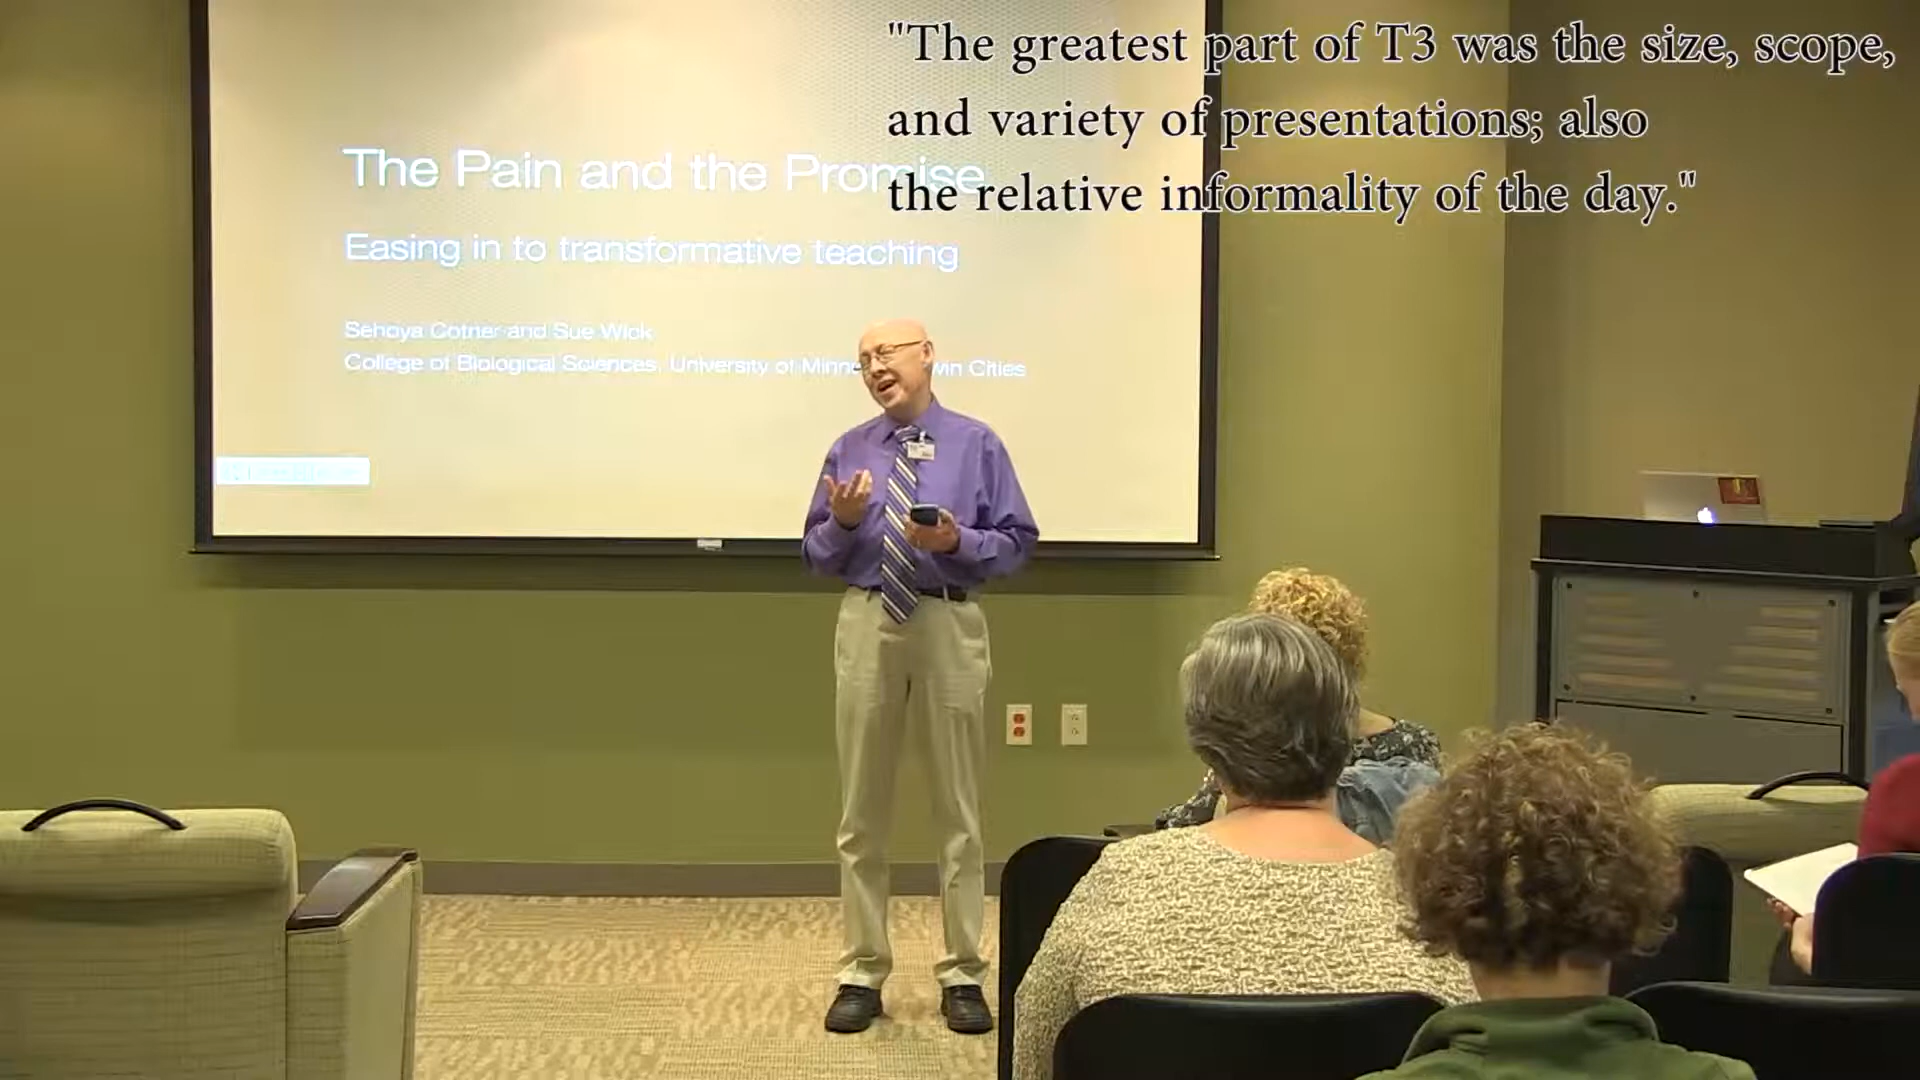 "The greatest part of T3 was the size, scope,
and variety of presentations; also
the relative informality of the day."
The Pain and the Promise
Easing in to transformative teaching
Sehoya Cotner and Sue Wick
College of Biological Sciences, University of Minne win Cities